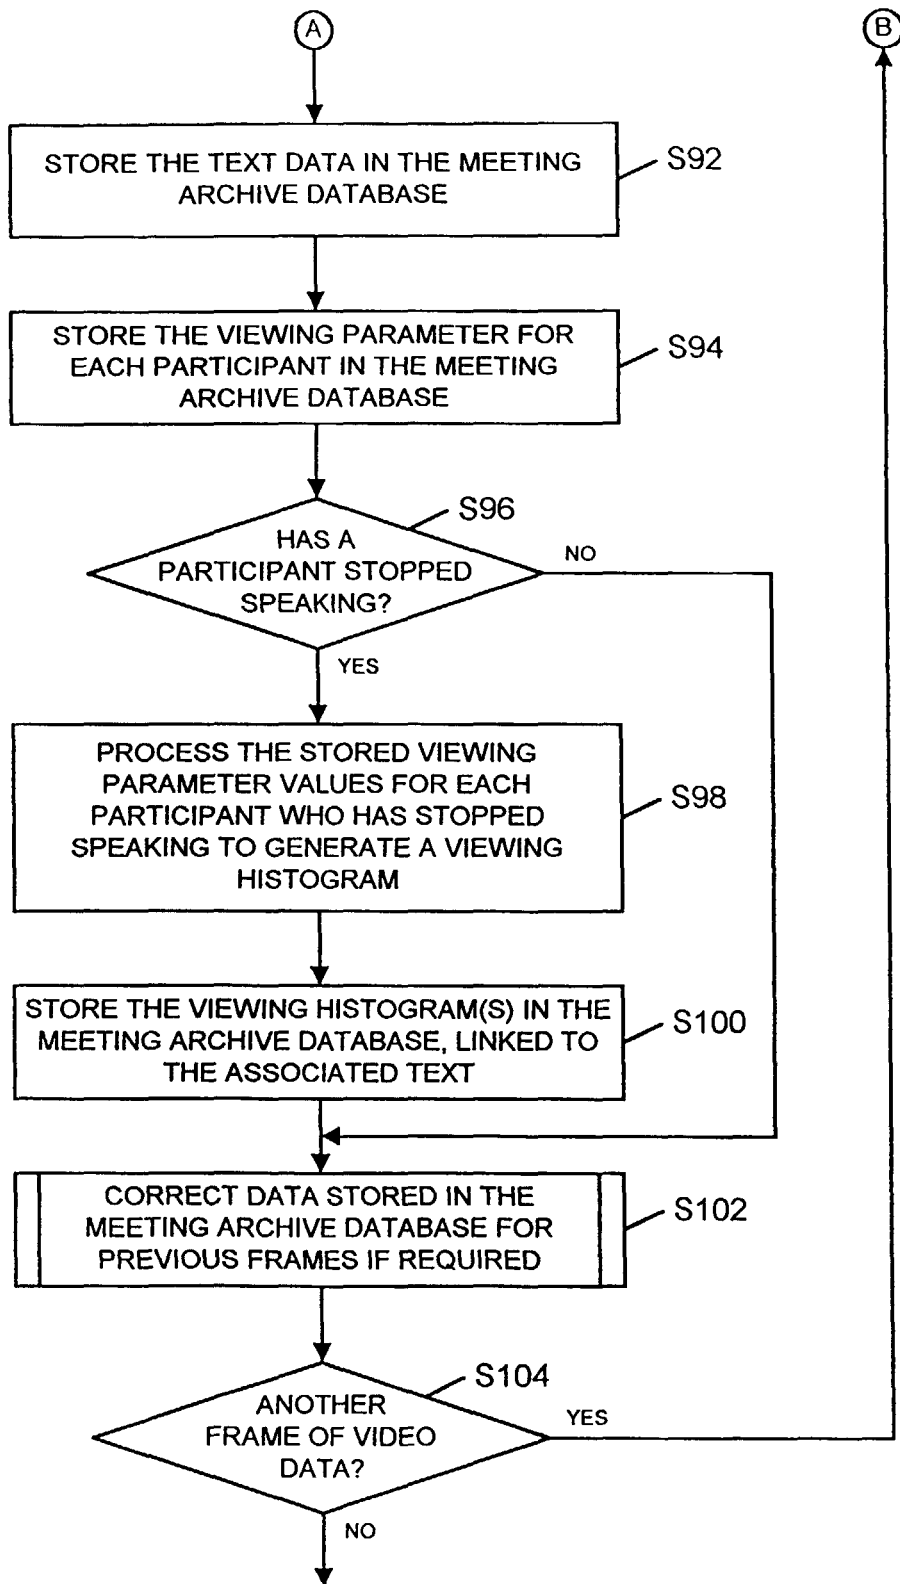 A
B
STORE THE TEXT DATA IN THE MEETING
ARCHIVE DATABASE
S92
STORE THE VIEWING PARAMETER FOR
EACH PARTICIPANT IN THE MEETING
ARCHIVE DATABASE
S94
S96
HAS A
PARTICIPANT STOPPED
SPEAKING?
NO
YES
PROCESS THE STORED VIEWING
PARAMETER VALUES FOR EACH
PARTICIPANT WHO HAS STOPPED
SPEAKING TO GENERATE A VIEWING
HISTOGRAM
S98
STORE THE VIEWING HISTOGRAM(S) IN THE
MEETING ARCHIVE DATABASE, LINKED TO
THE ASSOCIATED TEXT
S100
CORRECT DATA STORED IN THE
MEETING ARCHIVE DATABASE FOR
PREVIOUS FRAMES IF REQUIRED
S102
S104
ANOTHER
FRAME OF VIDEO
DATA?
YES
NO